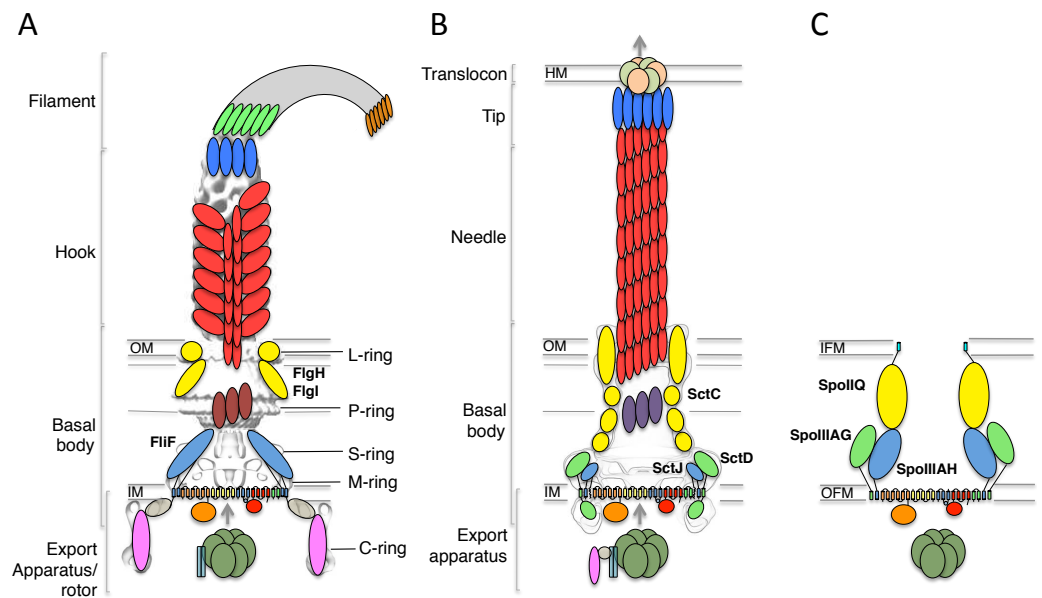 A
Filament
Hook
OM
L-ring
FlgH
FlgI
P-ring
Basal
body
FliF
S-ring
M-ring
IM
Export
Apparatus/
rotor
C-ring
B
Translocon
HM
Tip
Needle
OM
SctC
Basal
body
SctJ
SctD
IM
Export
apparatus
C
IFM
SpoIIQ
SpoIIIAG
SpoIIIAH
OFM